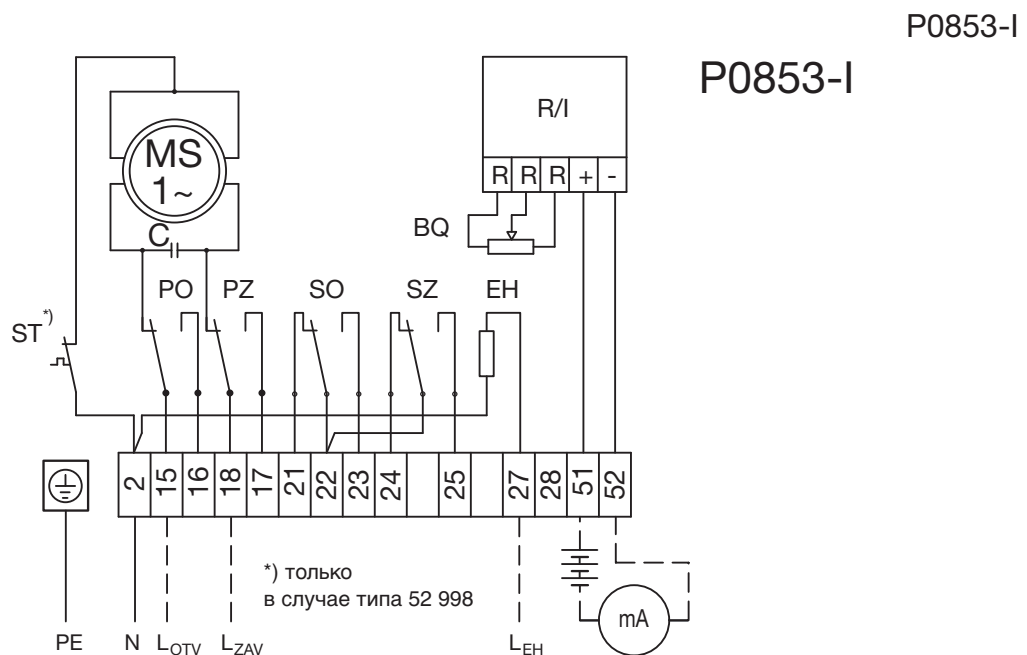 P0853-I
P0853-I
R/I
R R R + -
BQ
MS
1~
C
PO PZ SO SZ EH
ST*)
2 15 16 18 17 21 22 23 24 25 27 28 51 52
*) только
в случае типа 52 998
mA
PE N LOTV LZAV LEH